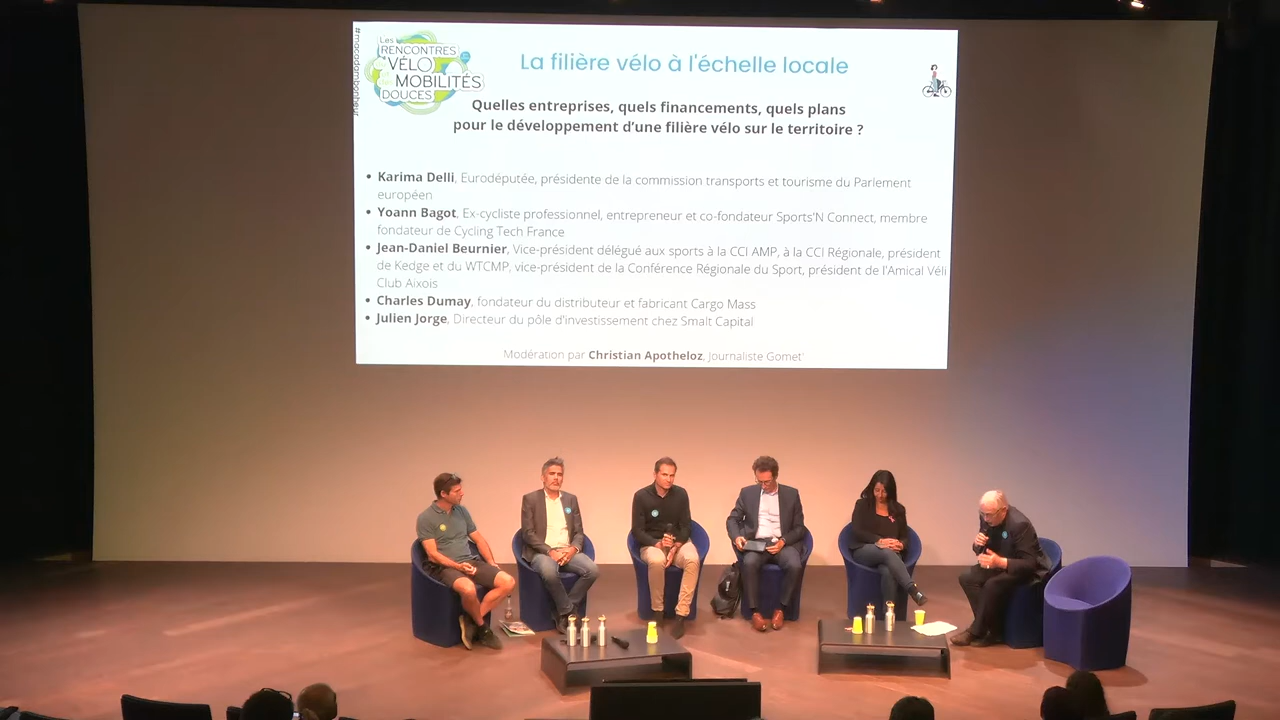 #macadambonheur
Les
RENCONTRES
VÉLO
MOBILITÉS
DOUCES
La filière vélo à l'échelle locale
Quelles entreprises, quels financements, quels plans
pour le développement d'une filière vélo sur le territoire ?
• Karima Delli, Eurodéputée, présidente de la commission transports et tourisme du Parlement
européen
• Yoann Bagot, Ex-cycliste professionnel, entrepreneur et co-fondateur Sports'N Connect, membre
fondateur de Cycling Tech France
• Jean-Daniel Beurnier, Vice-président délégué aux sports à la CCI AMP, à la CCI Régionale, président
de Kedge et du WTCMP, vice-président de la Conférence Régionale du Sport, président de l'Amical Véli
Club Aixois
• Charles Dumay, fondateur du distributeur et fabricant Cargo Mass
• Julien Jorge, Directeur du pôle d'investissement chez Smalt Capital
Modération par Christian Apotheloz, Journaliste Gomet'